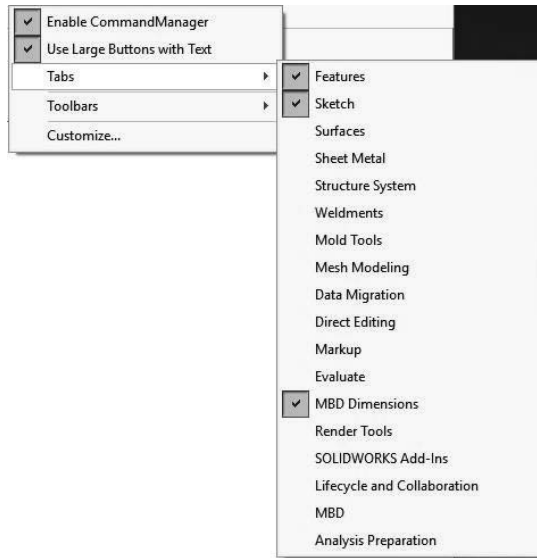 Enable CommandManager
Use Large Buttons with Text
Tabs
Toolbars
Customize...
Features
Sketch
Surfaces
Sheet Metal
Structure System
Weldments
Mold Tools
Mesh Modeling
Data Migration
Direct Editing
Markup
Evaluate
MBD Dimensions
Render Tools
SOLIDWORKS Add-Ins
Lifecycle and Collaboration
MBD
Analysis Preparation